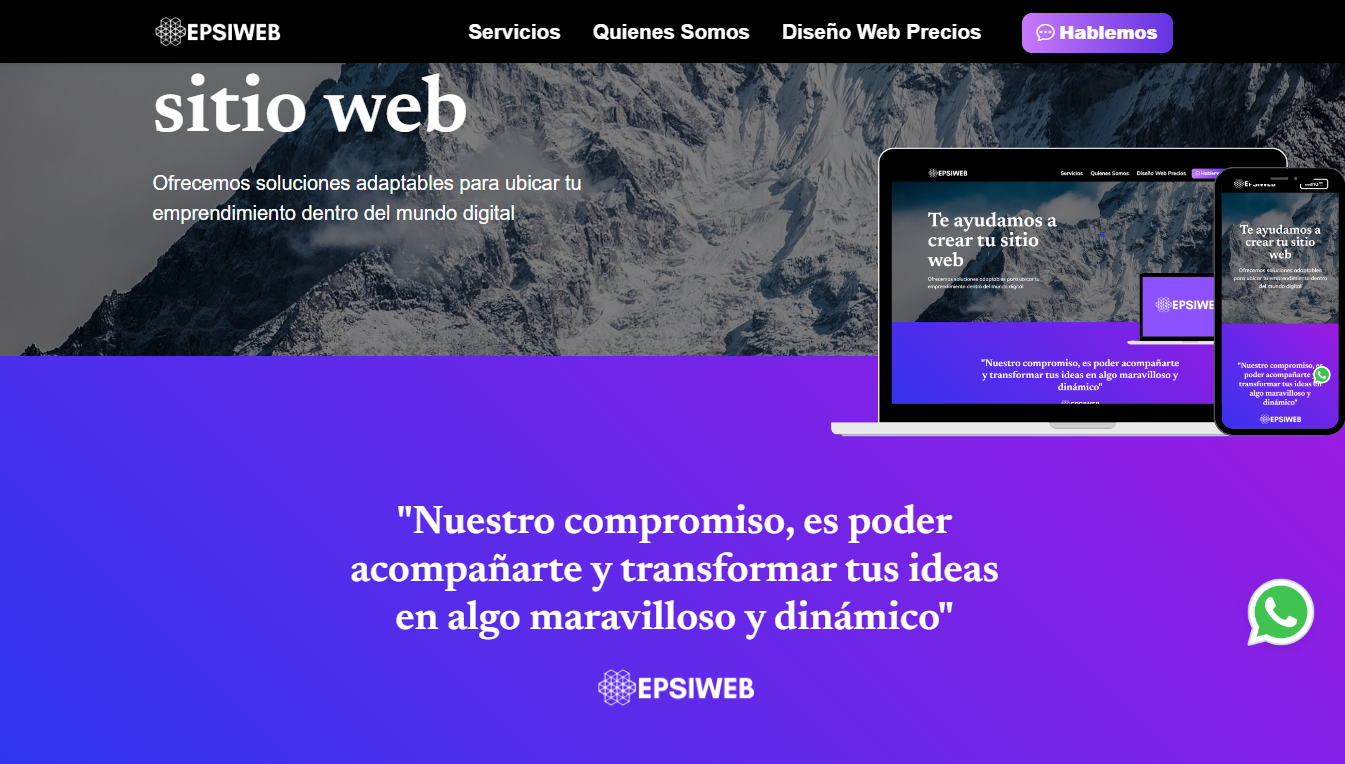 EPSIWEB
Servicios
Quienes Somos
Diseño Web Precios
Hablemos
sitio web
Ofrecemos soluciones adaptables para ubicar tu
emprendimiento dentro del mundo digital
EPSIWEB
Servicios
Quienes Somos
Diseño Web Precios
Te ayudamos a
crear tu sitio
web
Ofrecemos soluciones adaptables para ubicar tu
emprendimiento dentro del mundo digital
"Nuestro compromiso, es poder acompañarte
y transformar tus ideas en algo maravilloso y
dinámico"
Te ayudamos a
crear tu sitio
web
Ofrecemos soluciones adaptables
para ubicar tu emprendimiento dentro
del mundo digital
"Nuestro compromiso, es
poder acompañarte
transformar tus ideas en
algo maravilloso y
dinámico"
EPSIWEB
"Nuestro compromiso, es poder
acompañarte y transformar tus ideas
en algo maravilloso y dinámico"
EPSIWEB